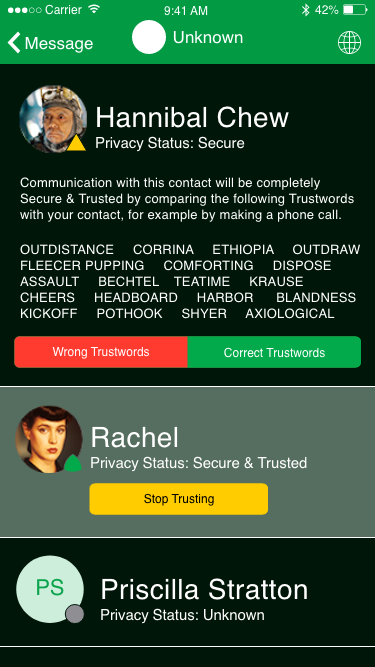 Carrier 9:41 AM 42%
Message Unknown
Hannibal Chew
Privacy Status: Secure
Communication with this contact will be completely
Secure & Trusted by comparing the following Trustwords
with your contact, for example by making a phone call.
OUTDISTANCE CORRINA ETHIOPIA OUTDRAW
FLEECER PUPPING COMFORTING DISPOSE
ASSAULT BECHTEL TEATIME KRAUSE
CHEERS HEADBOARD HARBOR BLANDNESS
KICKOFF POTHOOK SHYER AXIOLOGICAL
Wrong Trustwords Correct Trustwords
Rachel
Privacy Status: Secure & Trusted
Stop Trusting
PS Priscilla Stratton
Privacy Status: Unknown